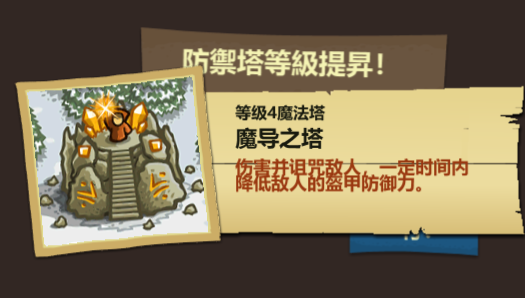 防禦塔等級提昇！
等级4魔法塔
魔导之塔
伤害并诅咒敌人，一定时间内
降低敌人的盔甲防御力。